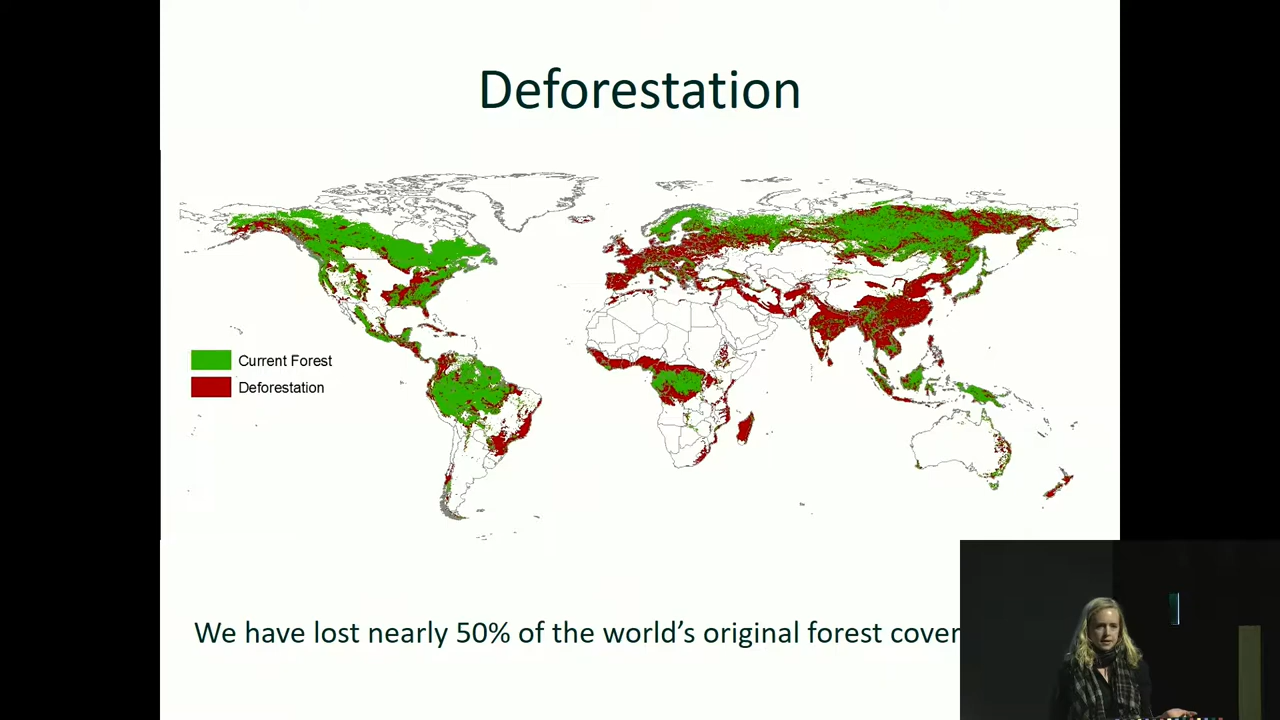 Deforestation
Current Forest
Deforestation
We have lost nearly 50% of the world’s original forest cover